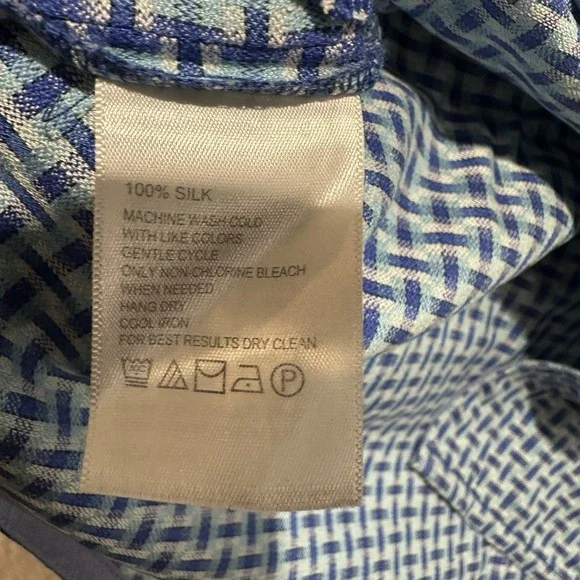 100% SILK
MACHINE WASH COLD
WITH LIKE COLORS
GENTLE CYCLE
ONLY NON-CHLORINE BLEACH
WHEN NEEDED
HANG DRY
COOL IRON
FOR BEST RESULTS DRY CLEAN
30C
P